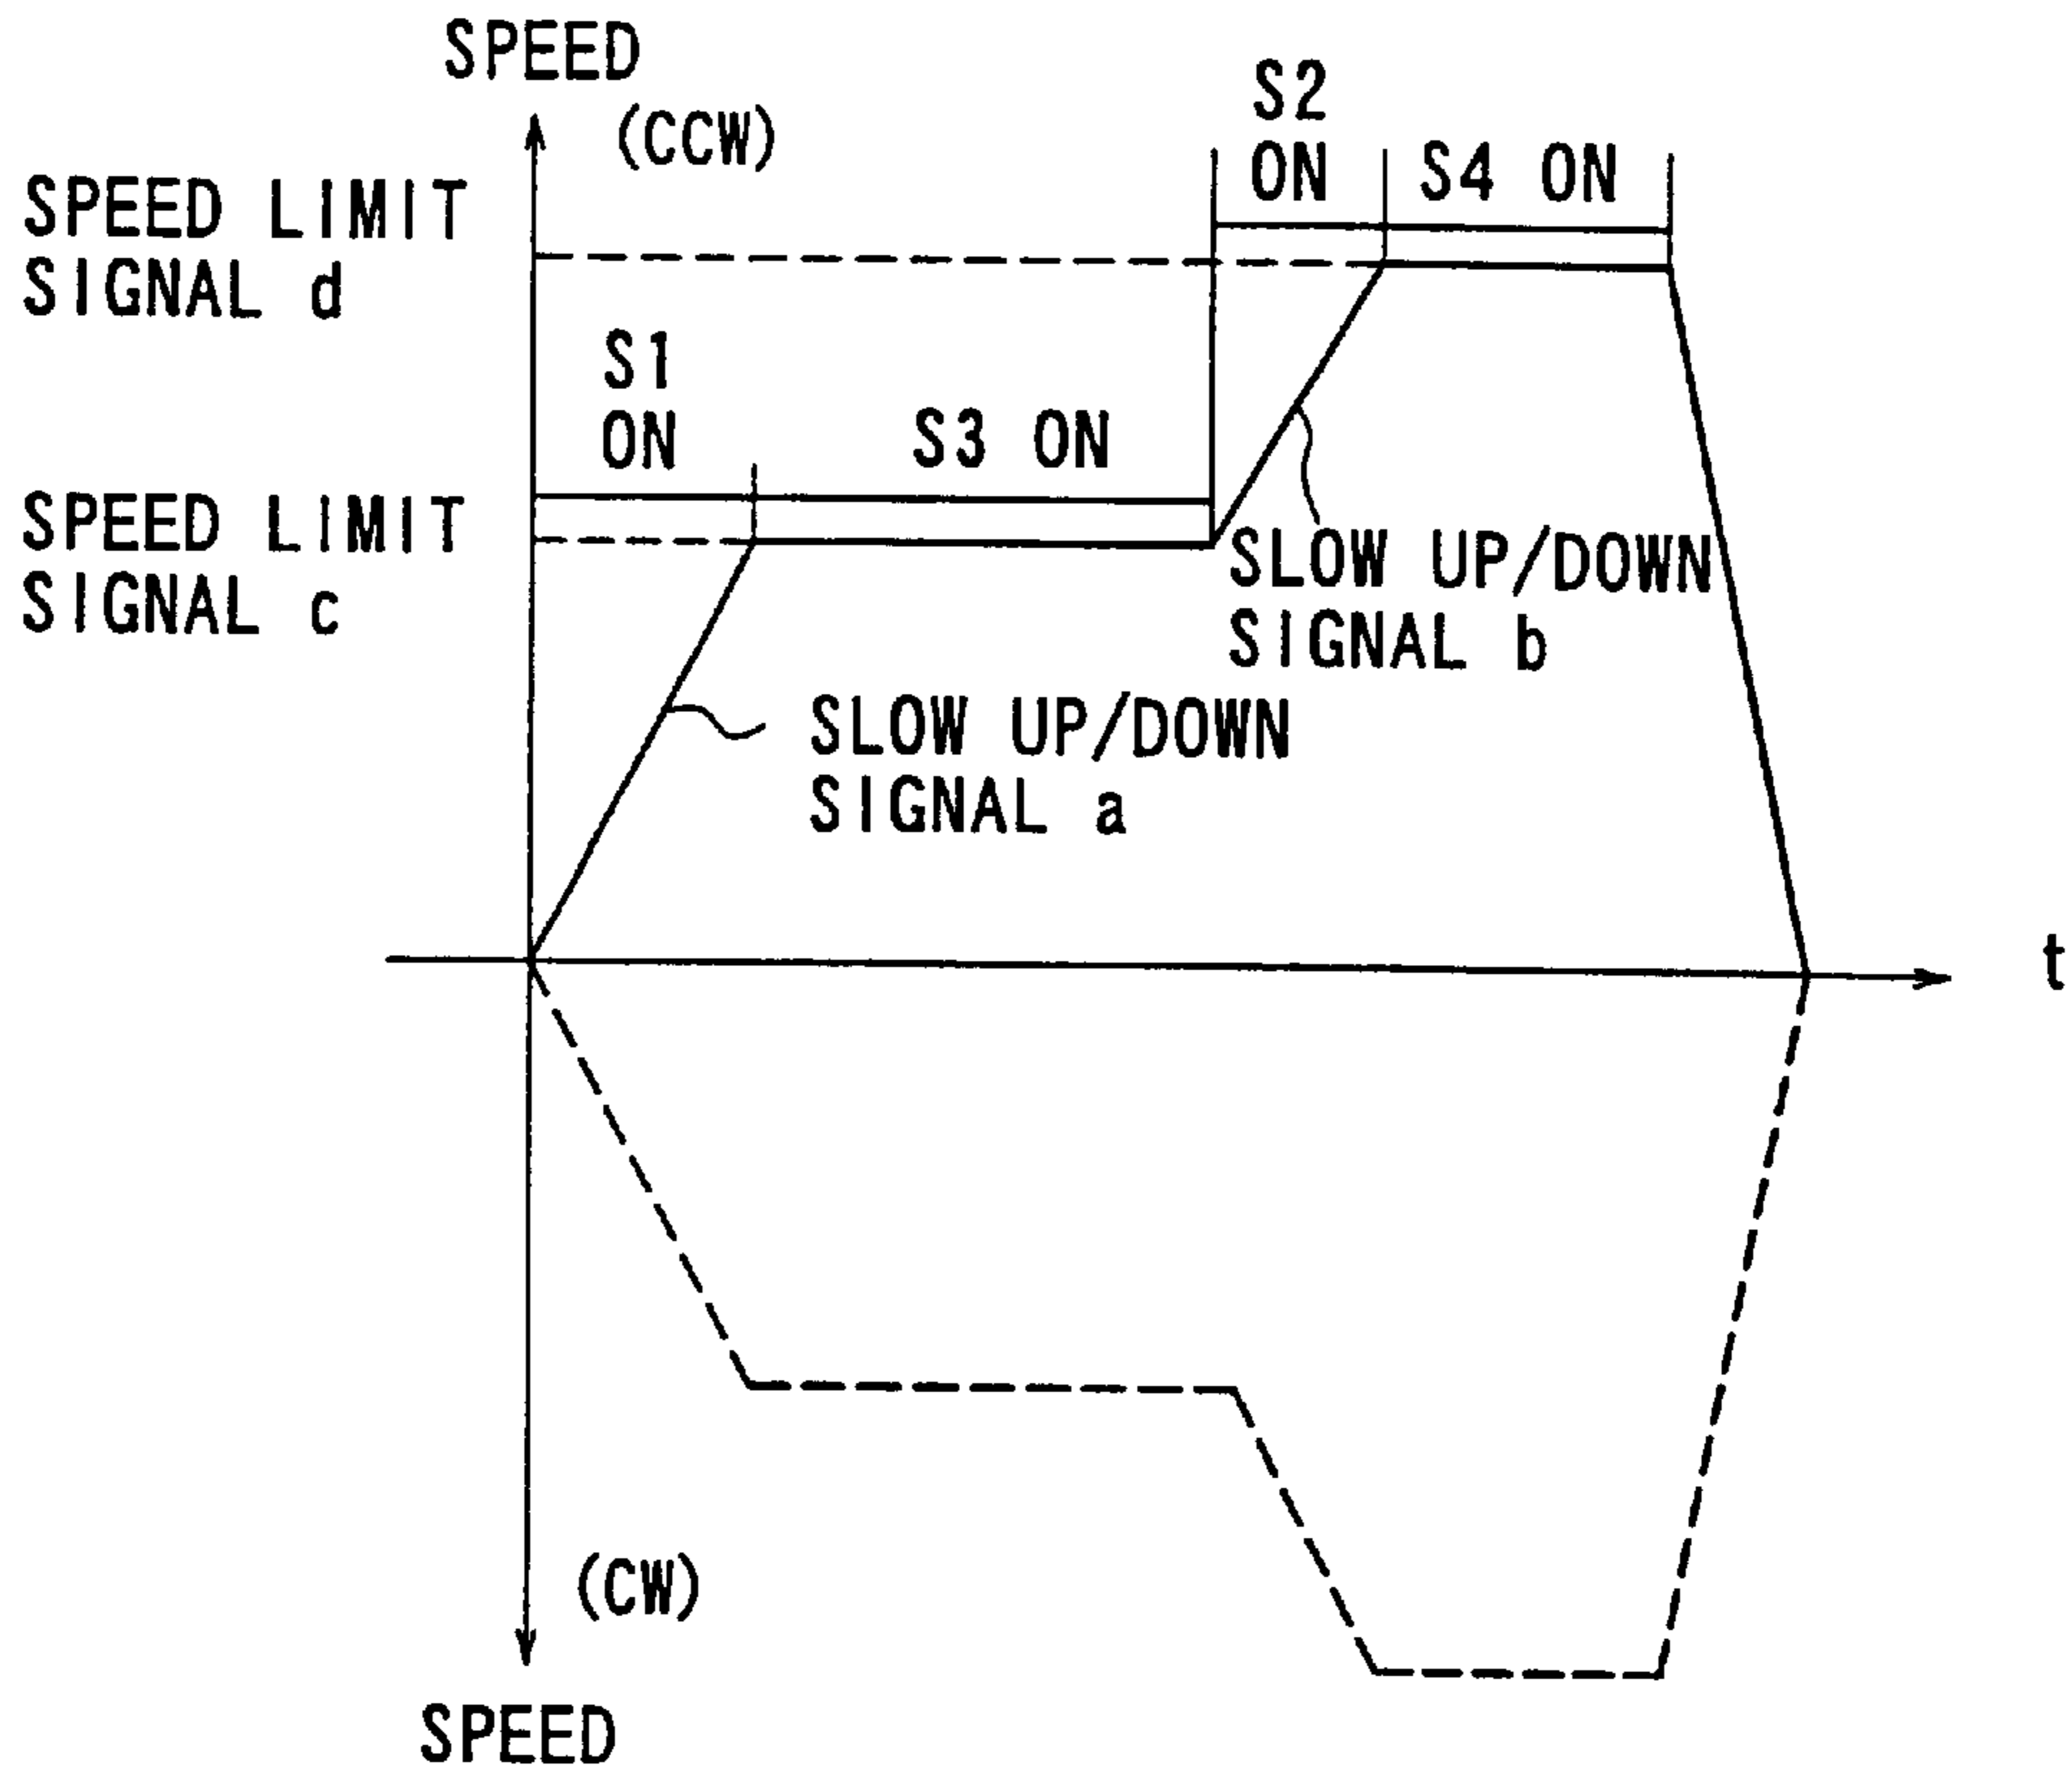 SPEED
(CCW)
S2
ON
S4 ON
SPEED LIMIT
SIGNAL d
S1
ON
S3 ON
SPEED LIMIT
SIGNAL c
SLOW UP/DOWN
SIGNAL b
SLOW UP/DOWN
SIGNAL a
t
(CW)
SPEED